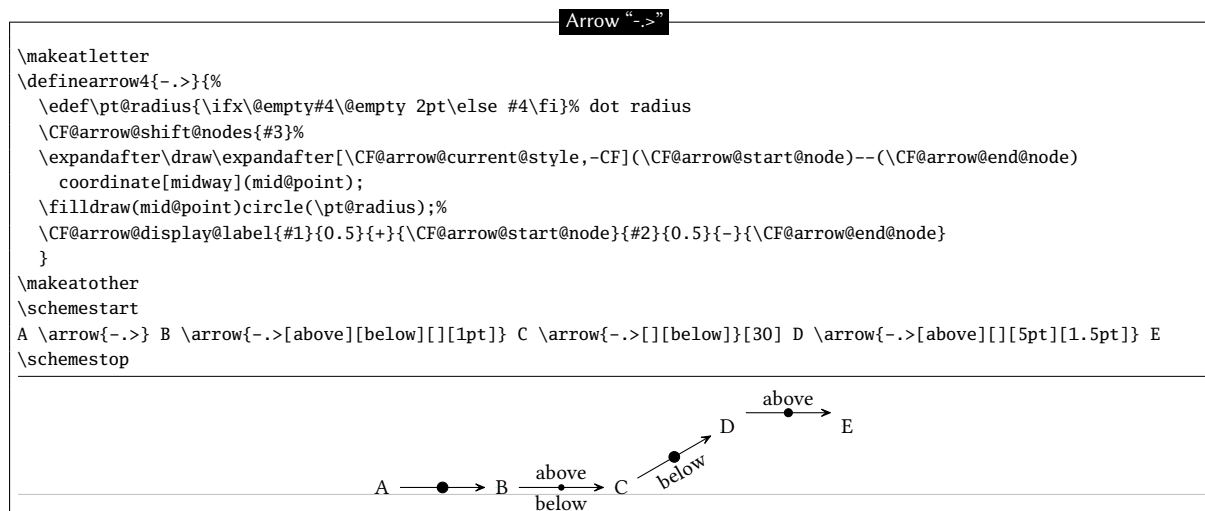 Arrow “-.>”
\makeatletter
\definearrow4{-.>}{%
  \edef\pt@radius{\ifx\@empty#4\@empty 2pt\else #4\fi}% dot radius
  \CF@arrow@shift@nodes{#3}%
  \expandafter\draw\expandafter[\CF@arrow@current@style,-CF](\CF@arrow@start@node)--(\CF@arrow@end@node)
    coordinate[midway](mid@point);
  \filldraw(mid@point)circle(\pt@radius);%
  \CF@arrow@display@label{#1}{0.5}{+}{\CF@arrow@start@node}{#2}{0.5}{-}{\CF@arrow@end@node}
  }
\makeatother
\schemestart
A \arrow{-.>} B \arrow{-.>[above][below][][1pt]} C \arrow{-.>[][below]}[30] D \arrow{-.>[above][][5pt][1.5pt]} E
\schemestop
above
D E
below
above
A B C
below